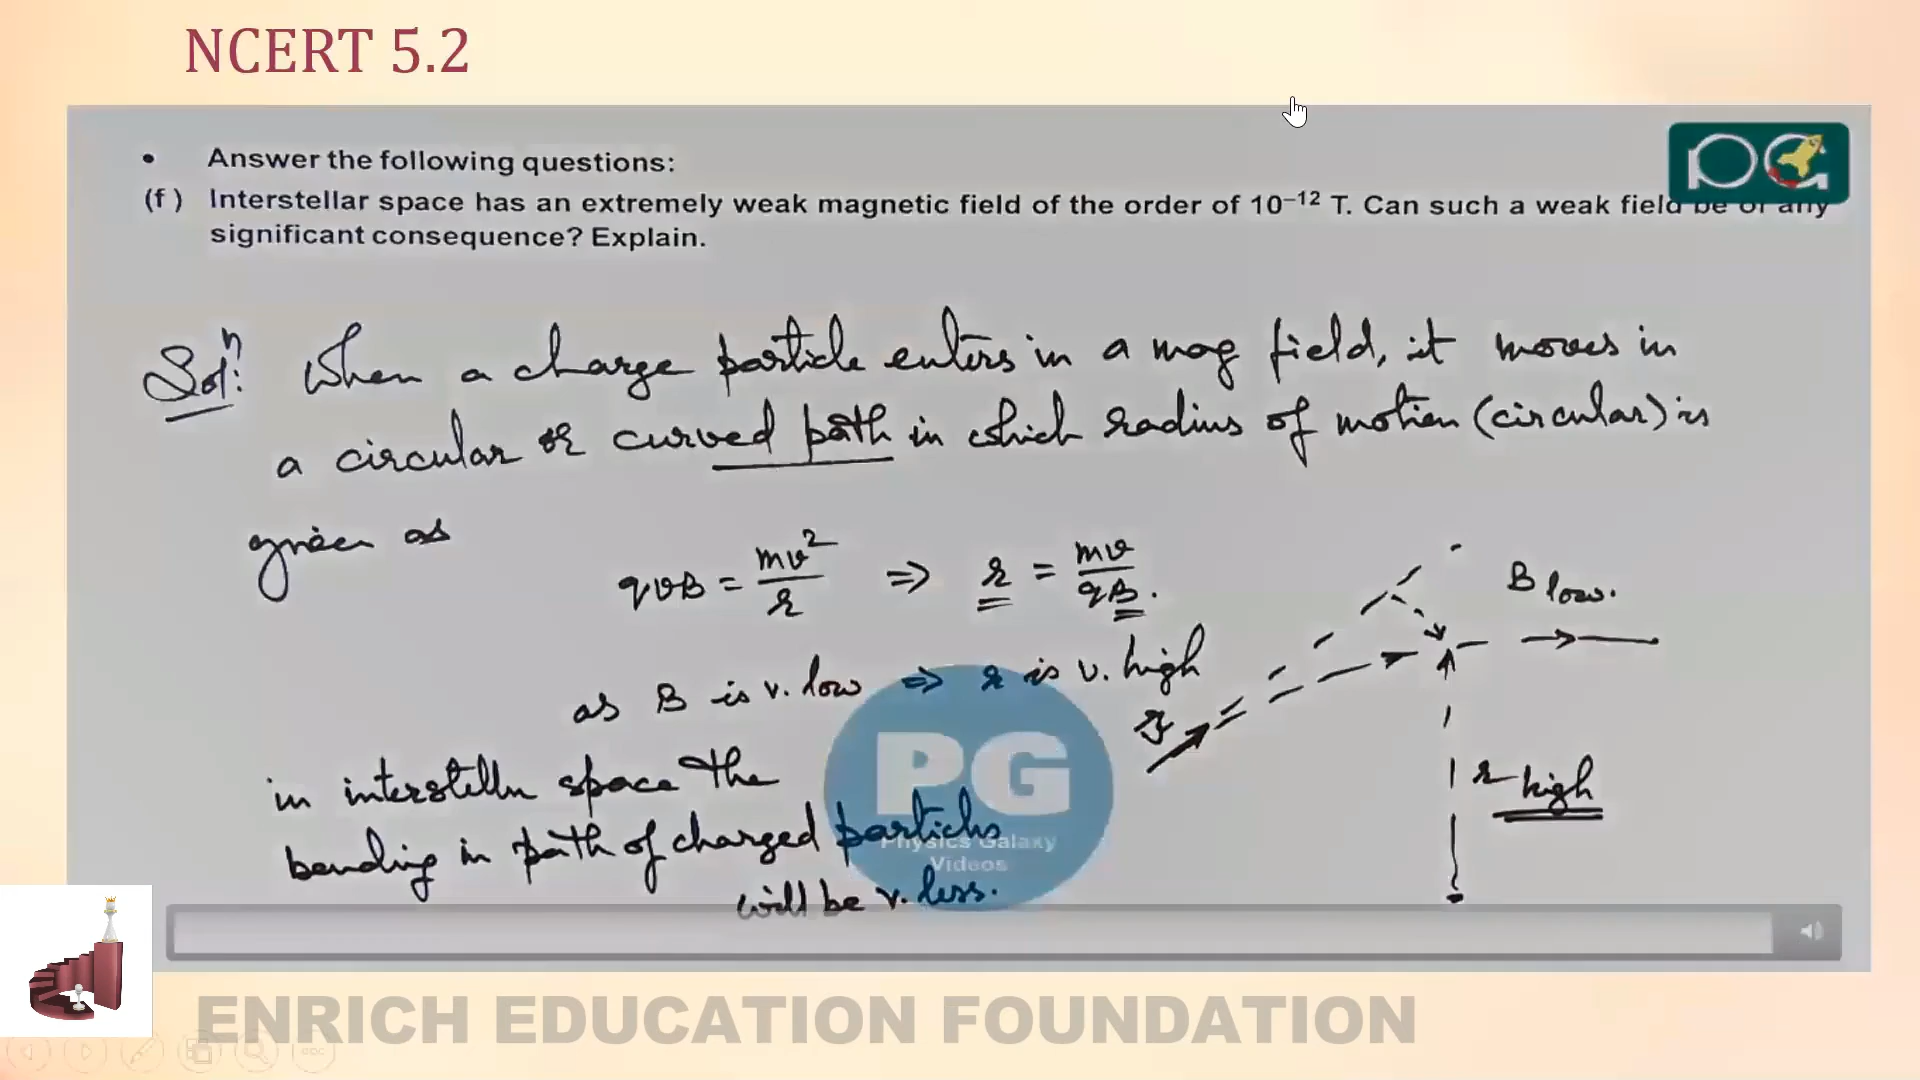 NCERT 5.2
• Answer the following questions:
(f) Interstellar space has an extremely weak magnetic field of the order of 10⁻¹² T. Can such a weak field be of any
significant consequence? Explain.
Solⁿ: When a charge particle enters in a mag field, it moves in
a circular or curved path in which radius of motion (circular) is
given as
qvB = mv²/r ⇒ r = mv/qB.
B low.
as B is v. low ⇒ r is v. high
r high
in interstellar space the
bending in path of charged particles
will be v. less.
PG
Physics Galaxy
Videos
ENRICH EDUCATION FOUNDATION